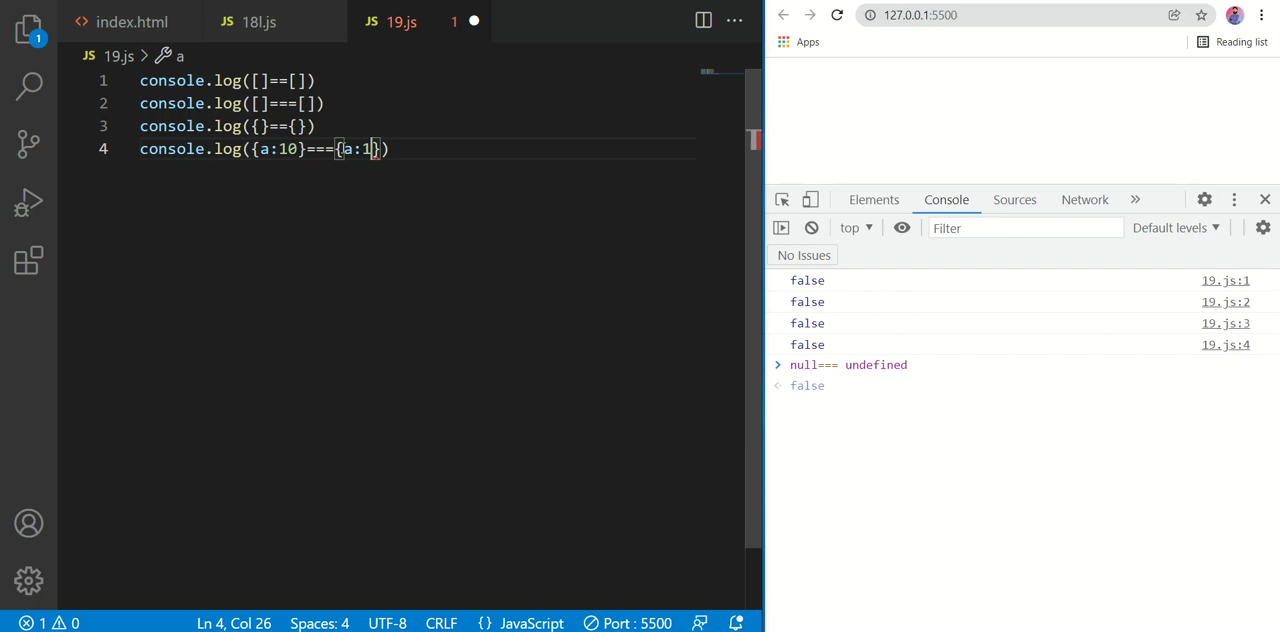 1
index.html
JS 18l.js
JS 19.js 1
JS 19.js > a
1 console.log([]==[])
2 console.log([]===[])
3 console.log({}=={})
4 console.log({a:10}==={a:1})
1 0 Ln 4, Col 26 Spaces: 4 UTF-8 CRLF {} JavaScript Port : 5500
127.0.0.1:5500
Apps Reading list
Elements Console Sources Network
top Filter Default levels
No Issues
false 19.js:1
false 19.js:2
false 19.js:3
false 19.js:4
null=== undefined
false